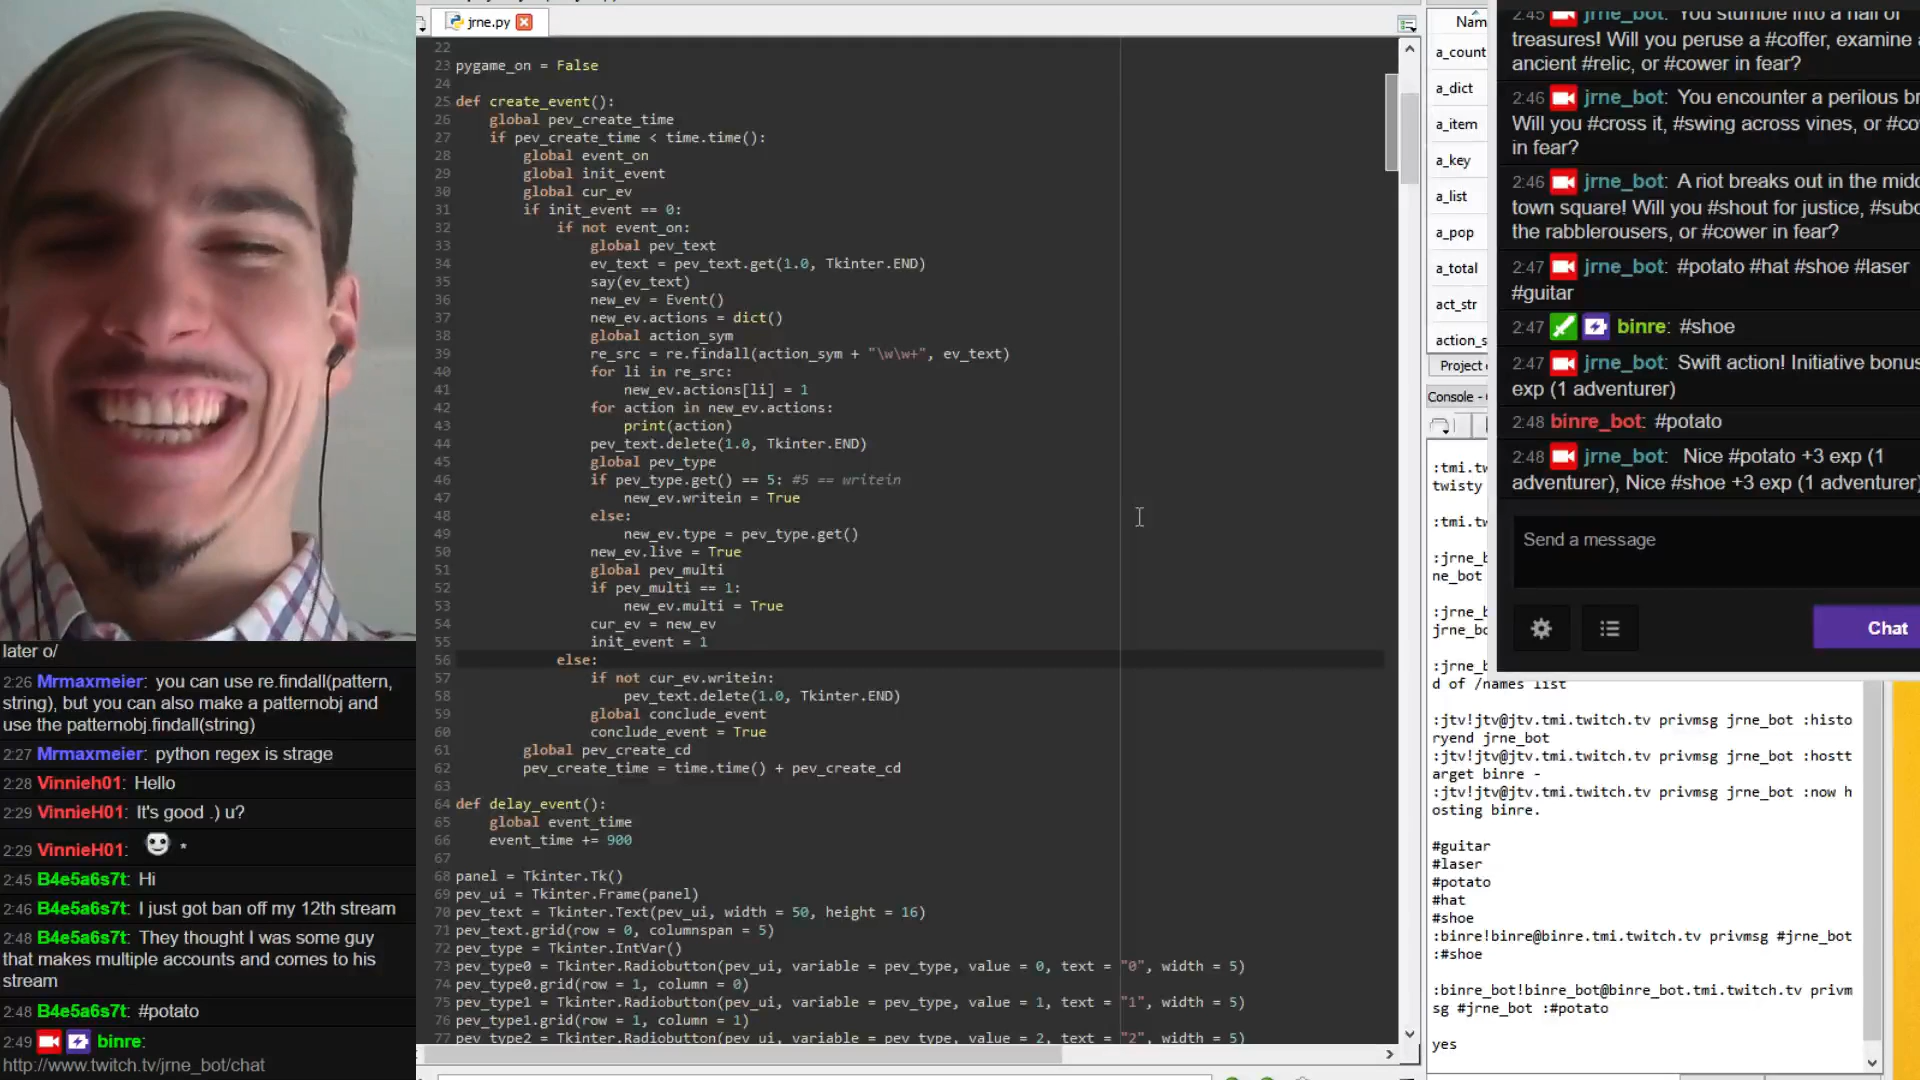 later o/
2:26 Mrmaxmeier: you can use re.findall(pattern,
string), but you can also make a patternobj and
use the patternobj.findall(string)
2:27 Mrmaxmeier: python regex is strage
2:28 Vinnieh01: Hello
2:29 VinnieH01: It's good .) u?
2:29 VinnieH01: *
2:45 B4e5a6s7t: Hi
2:46 B4e5a6s7t: I just got ban off my 12th stream
2:48 B4e5a6s7t: They thought I was some guy
that makes multiple accounts and comes to his
stream
2:48 B4e5a6s7t: #potato
2:49 binre:
http://www.twitch.tv/jrne_bot/chat
jrne.py
22
23 pygame_on = False
24
25 def create_event():
26 global pev_create_time
27 if pev_create_time < time.time():
28 global event_on
29 global init_event
30 global cur_ev
31 if init_event == 0:
32 if not event_on:
33 global pev_text
34 ev_text = pev_text.get(1.0, Tkinter.END)
35 say(ev_text)
36 new_ev = Event()
37 new_ev.actions = dict()
38 global action_sym
39 re_src = re.findall(action_sym + "\w\w+", ev_text)
40 for li in re_src:
41 new_ev.actions[li] = 1
42 for action in new_ev.actions:
43 print(action)
44 pev_text.delete(1.0, Tkinter.END)
45 global pev_type
46 if pev_type.get() == 5: #5 == writein
47 new_ev.writein = True
48 else:
49 new_ev.type = pev_type.get()
50 new_ev.live = True
51 global pev_multi
52 if pev_multi == 1:
53 new_ev.multi = True
54 cur_ev = new_ev
55 init_event = 1
56 else:
57 if not cur_ev.writein:
58 pev_text.delete(1.0, Tkinter.END)
59 global conclude_event
60 conclude_event = True
61 global pev_create_cd
62 pev_create_time = time.time() + pev_create_cd
63
64 def delay_event():
65 global event_time
66 event_time += 900
67
68 panel = Tkinter.Tk()
69 pev_ui = Tkinter.Frame(panel)
70 pev_text = Tkinter.Text(pev_ui, width = 50, height = 16)
71 pev_text.grid(row = 0, columnspan = 5)
72 pev_type = Tkinter.IntVar()
73 pev_type0 = Tkinter.Radiobutton(pev_ui, variable = pev_type, value = 0, text = "0", width = 5)
74 pev_type0.grid(row = 1, column = 0)
75 pev_type1 = Tkinter.Radiobutton(pev_ui, variable = pev_type, value = 1, text = "1", width = 5)
76 pev_type1.grid(row = 1, column = 1)
77 pev_type2 = Tkinter.Radiobutton(pev_ui, variable = pev_type, value = 2, text = "2", width = 5)
Nam
a_count
a_dict
a_item
a_key
a_list
a_pop
a_total
act_str
action_s
Project
Console -
2:45 jrne_bot: You stumble into a hall of
treasures! Will you peruse a #coffer, examine
ancient #relic, or #cower in fear?
2:46 jrne_bot: You encounter a perilous br
Will you #cross it, #swing across vines, or #co
in fear?
2:46 jrne_bot: A riot breaks out in the midd
town square! Will you #shout for justice, #subd
the rabblerousers, or #cower in fear?
2:47 jrne_bot: #potato #hat #shoe #laser
#guitar
2:47 binre: #shoe
2:47 jrne_bot: Swift action! Initiative bonus
exp (1 adventurer)
2:48 binre_bot: #potato
2:48 jrne_bot: Nice #potato +3 exp (1
adventurer), Nice #shoe +3 exp (1 adventurer)
Send a message
Chat
:tmi.tw
twisty
:tmi.tw
:jrne_b
ne_bot
:jrne_b
jrne_bo
:jrne_b
d of /names list
:jtv!jtv@jtv.tmi.twitch.tv privmsg jrne_bot :histo
ryend jrne_bot
:jtv!jtv@jtv.tmi.twitch.tv privmsg jrne_bot :hostt
arget binre -
:jtv!jtv@jtv.tmi.twitch.tv privmsg jrne_bot :now h
osting binre.
#guitar
#laser
#potato
#hat
#shoe
:binre!binre@binre.tmi.twitch.tv privmsg #jrne_bot
:#shoe
:binre_bot!binre_bot@binre_bot.tmi.twitch.tv privm
sg #jrne_bot :#potato
yes